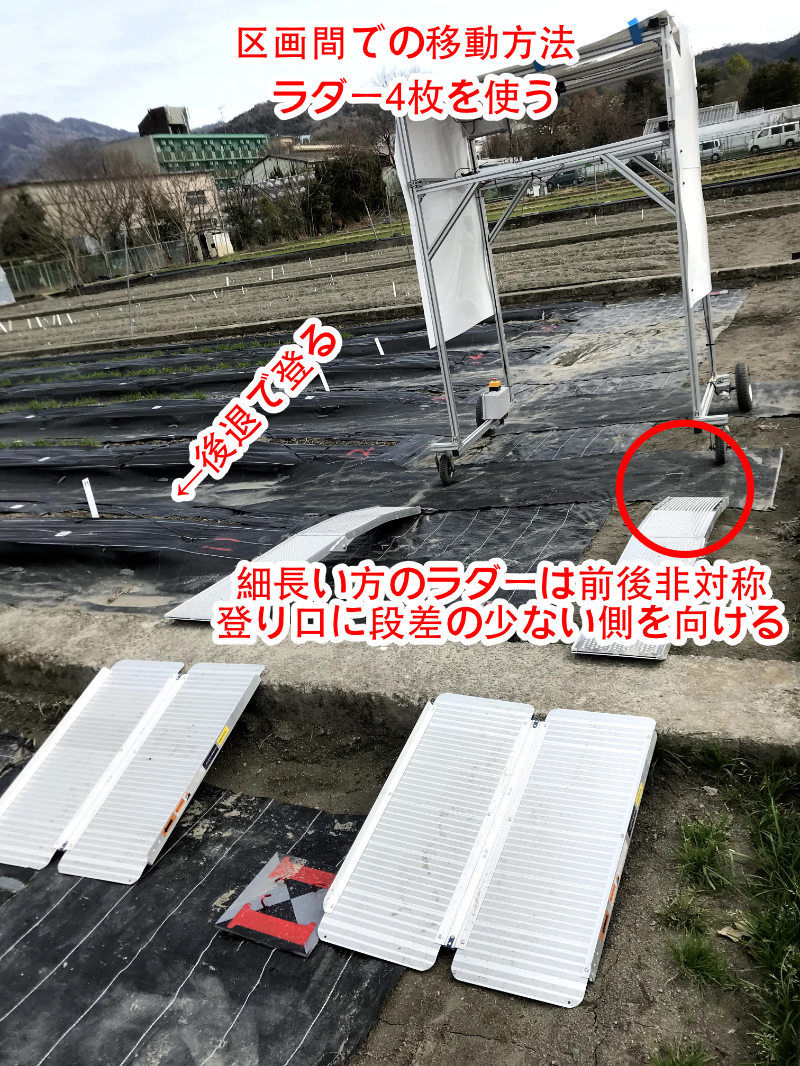 区画間での移動方法
ラダー4枚を使う
←後退で登る
細長い方のラダーは前後非対称
登り口に段差の少ない側を向ける